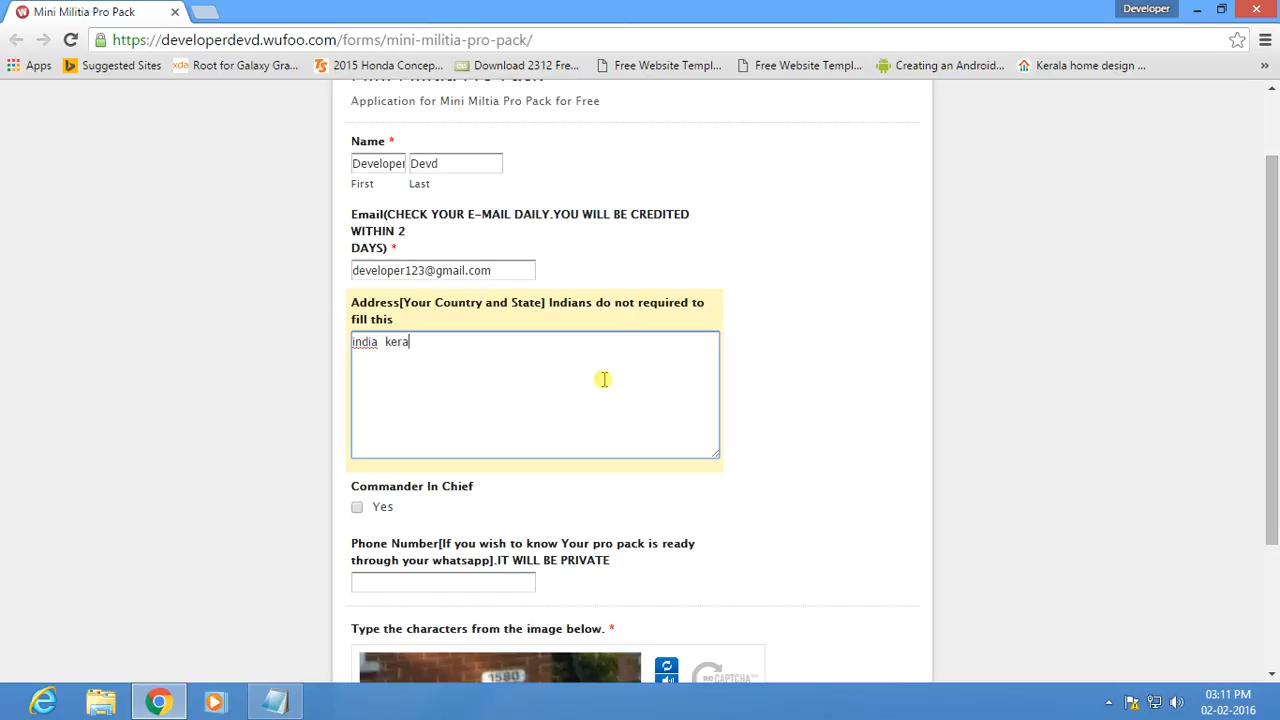 Mini Militia Pro Pack
Developer
https://developerdevd.wufoo.com/forms/mini-militia-pro-pack/
Apps
Suggested Sites
Root for Galaxy Gra...
2015 Honda Concep...
Download 2312 Fre...
Free Website Templ...
Free Website Templ...
Creating an Android...
Kerala home design ...
»
Mini Militia Pro Pack
Application for Mini Miltia Pro Pack for Free
Name *
Developer Devd
First Last
Email(CHECK YOUR E-MAIL DAILY.YOU WILL BE CREDITED
WITHIN 2
DAYS) *
developer123@gmail.com
Address[Your Country and State] Indians do not required to
fill this
india kera
Commander In Chief
Yes
Phone Number[If you wish to know Your pro pack is ready
through your whatsapp].IT WILL BE PRIVATE
Type the characters from the image below. *
1580
CAPTCHA
03:11 PM
02-02-2016